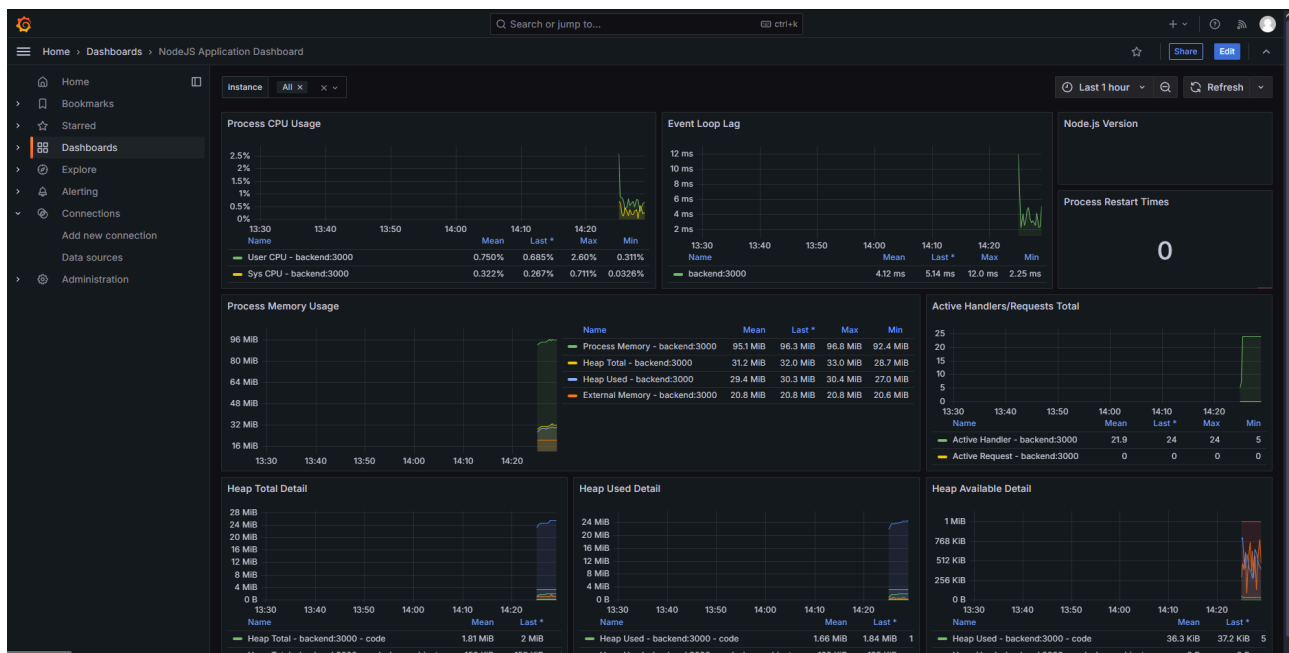 Search or jump to... ctrl+k
Home › Dashboards › NodeJS Application Dashboard
Share Edit
Home
Bookmarks
Starred
Dashboards
Explore
Alerting
Connections
Add new connection
Data sources
Administration
instance All × ×
Last 1 hour Refresh
Process CPU Usage
2.5%
2%
1.5%
1%
0.5%
0%
13:30 13:40 13:50 14:00 14:10 14:20
Name Mean Last * Max Min
User CPU - backend:3000 0.750% 0.685% 2.60% 0.311%
Sys CPU - backend:3000 0.322% 0.267% 0.711% 0.0326%
Event Loop Lag
12 ms
10 ms
8 ms
6 ms
4 ms
2 ms
13:30 13:40 13:50 14:00 14:10 14:20
Name Mean Last * Max Min
backend:3000 4.12 ms 5.14 ms 12.0 ms 2.25 ms
Node.js Version
Process Restart Times
0
Process Memory Usage
96 MiB
80 MiB
64 MiB
48 MiB
32 MiB
16 MiB
13:30 13:40 13:50 14:00 14:10 14:20
Name Mean Last * Max Min
Process Memory - backend:3000 95.1 MiB 96.3 MiB 96.8 MiB 92.4 MiB
Heap Total - backend:3000 31.2 MiB 32.0 MiB 33.0 MiB 28.7 MiB
Heap Used - backend:3000 29.4 MiB 30.3 MiB 30.4 MiB 27.0 MiB
External Memory - backend:3000 20.8 MiB 20.8 MiB 20.8 MiB 20.6 MiB
Active Handlers/Requests Total
25
20
15
10
5
0
13:30 13:40 13:50 14:00 14:10 14:20
Name Mean Last * Max Min
Active Handler - backend:3000 21.9 24 24 5
Active Request - backend:3000 0 0 0 0
Heap Total Detail
28 MiB
24 MiB
20 MiB
16 MiB
12 MiB
8 MiB
4 MiB
0 B
13:30 13:40 13:50 14:00 14:10 14:20
Name Mean Last *
Heap Total - backend:3000 - code 1.81 MiB 2 MiB
Heap Used Detail
24 MiB
20 MiB
16 MiB
12 MiB
8 MiB
4 MiB
0 B
13:30 13:40 13:50 14:00 14:10 14:20
Name Mean Last *
Heap Used - backend:3000 - code 1.66 MiB 1.84 MiB 1
Heap Available Detail
1 MiB
768 KiB
512 KiB
256 KiB
0 B
13:30 13:40 13:50 14:00 14:10 14:20
Name Mean Last *
Heap Used - backend:3000 - code 36.3 KiB 37.2 KiB 5